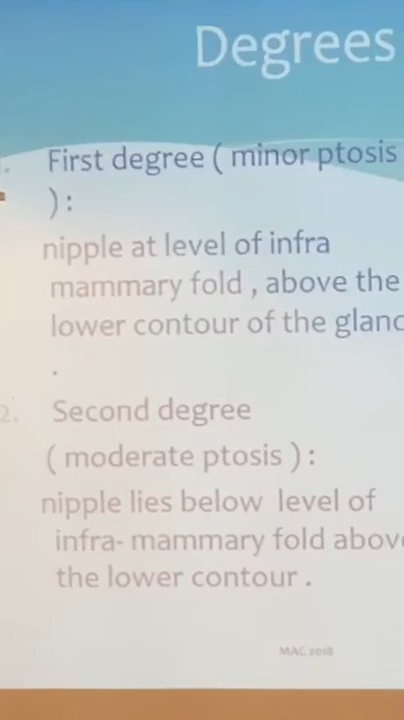 Degrees
First degree ( minor ptosis
) :
nipple at level of infra
mammary fold , above the
lower contour of the gland
.
2. Second degree
( moderate ptosis ) :
nipple lies below level of
infra- mammary fold above
the lower contour .
MAC 2018